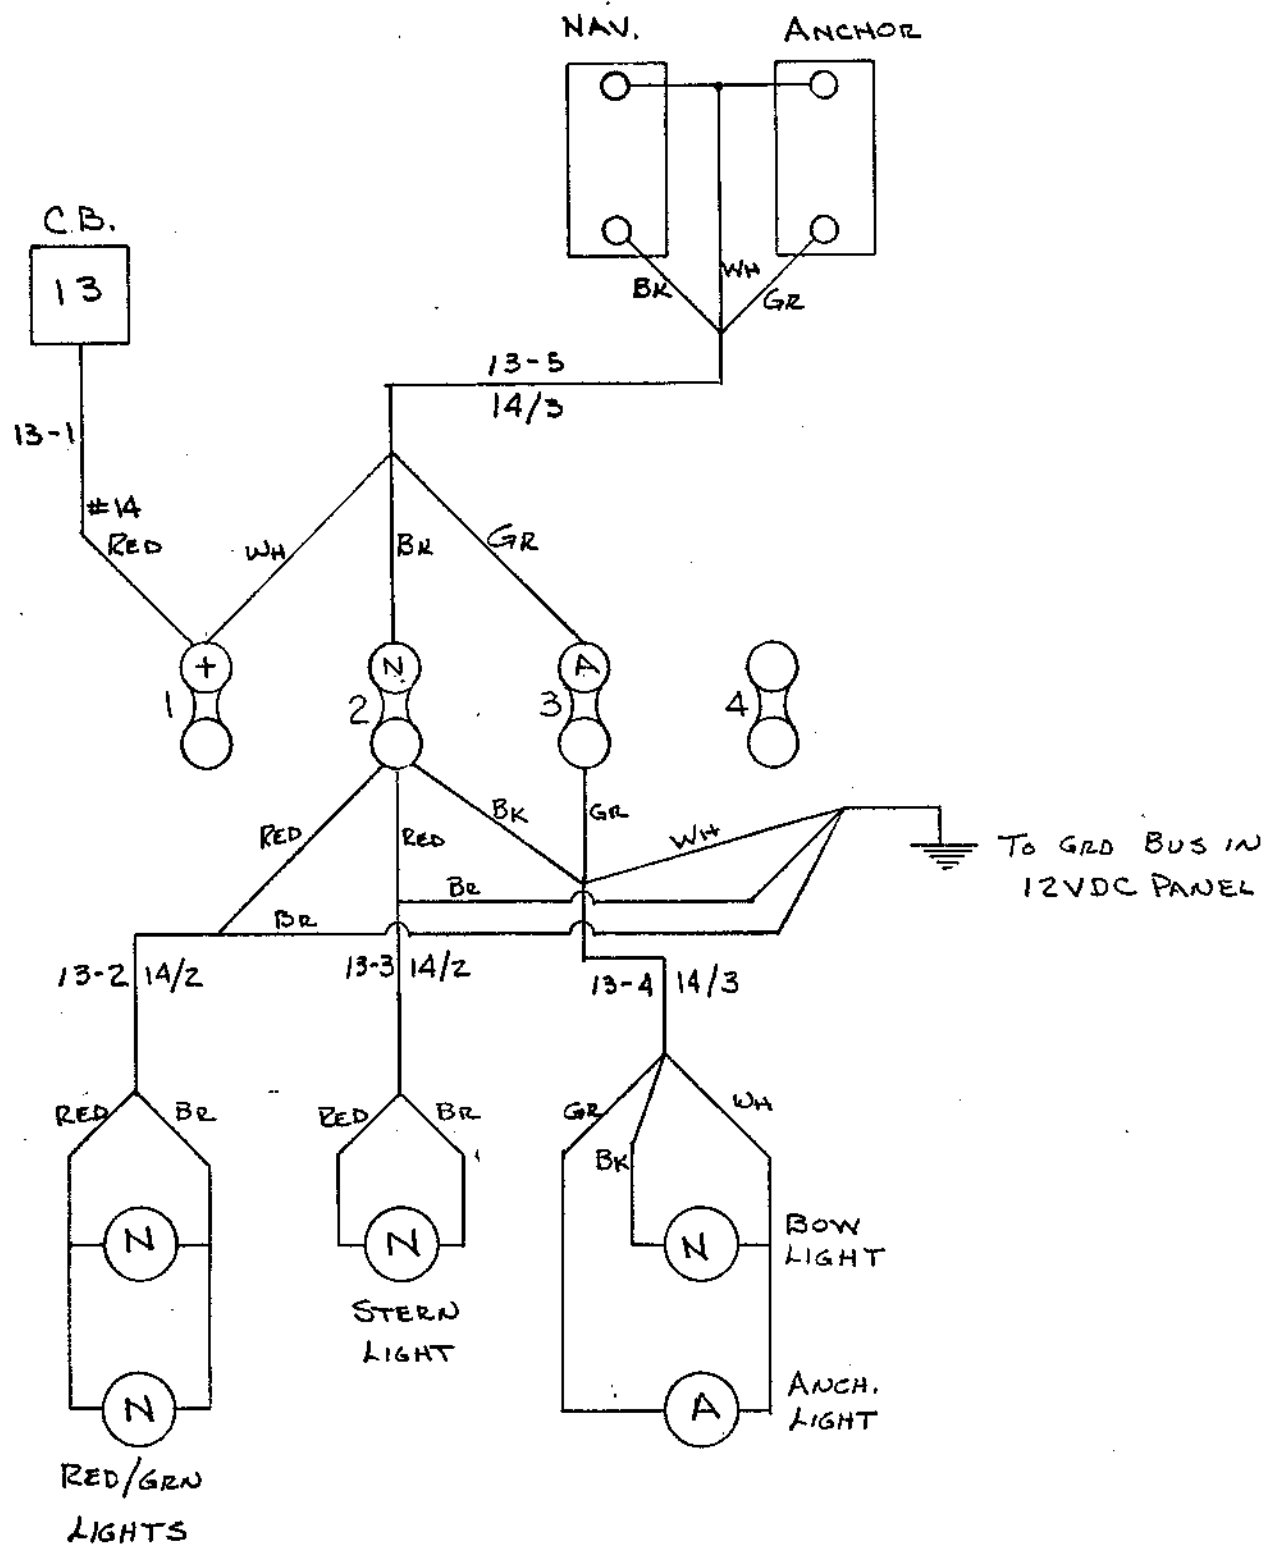 NAV.
ANCHOR
C.B.
13
WH
BK
GR
13-5
14/3
13-1
#14
RED
WH
BK
GR
+
N
A
1
2
3
4
RED
RED
BK
GR
WH
BR
BR
TO GRD BUS IN
12VDC PANEL
13-2 14/2
13-3 14/2
13-4 14/3
RED
BR
RED
BR
GR
BK
WH
N
N
N
BOW
LIGHT
STERN
LIGHT
N
A
ANCH.
LIGHT
RED/GRN
LIGHTS